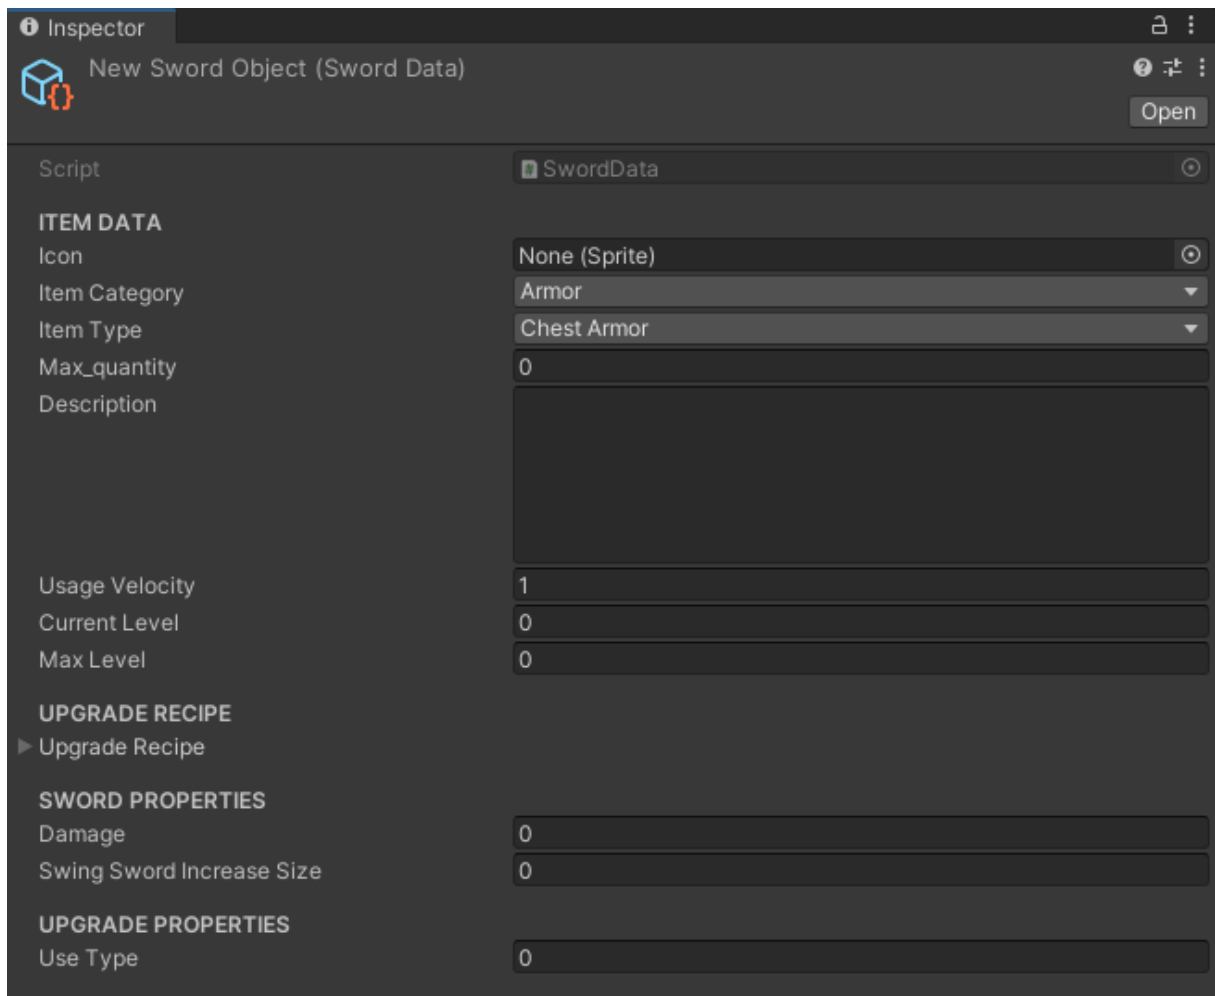 Inspector
New Sword Object (Sword Data)
Open
Script SwordData
ITEM DATA
Icon None (Sprite)
Item Category Armor
Item Type Chest Armor
Max_quantity 0
Description
Usage Velocity 1
Current Level 0
Max Level 0
UPGRADE RECIPE
Upgrade Recipe
SWORD PROPERTIES
Damage 0
Swing Sword Increase Size 0
UPGRADE PROPERTIES
Use Type 0